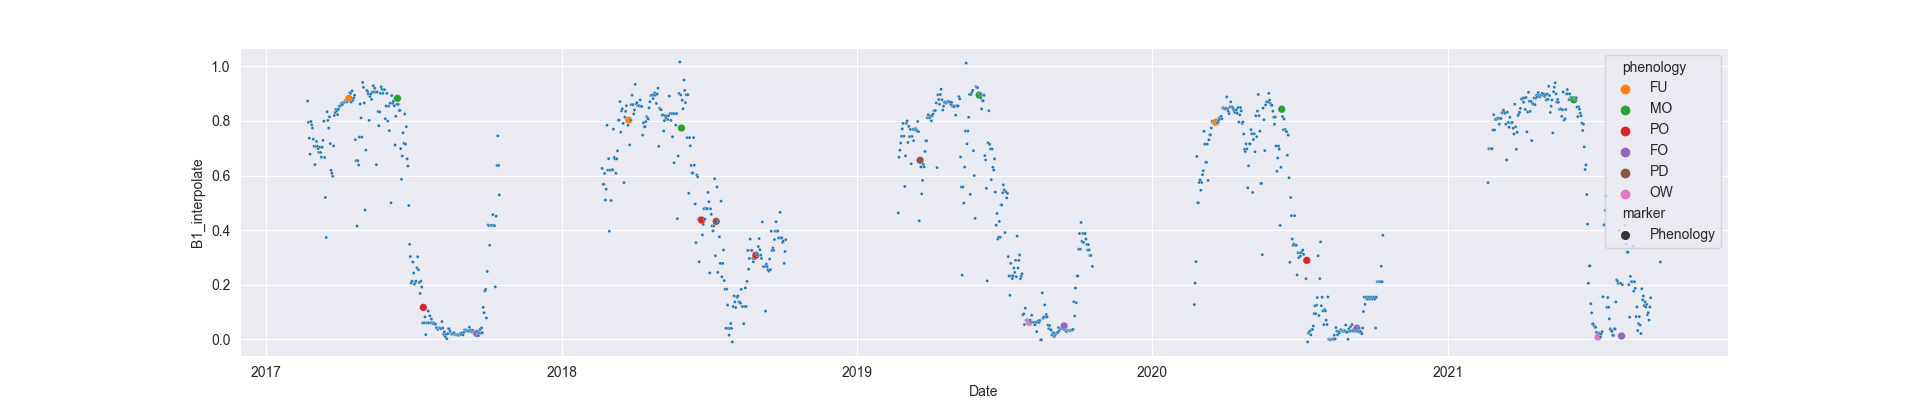 1.0
0.8
0.6
0.4
0.2
0.0
B1_interpolate
2017
2018
2019
2020
2021
Date
phenology
FU
MO
PO
FO
PD
OW
marker
Phenology